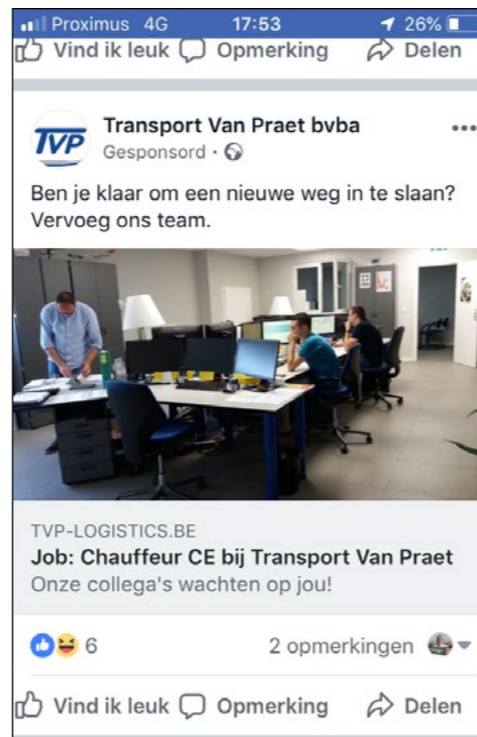 Proximus 4G 17:53 26%
Vind ik leuk Opmerking Delen
TVP
Transport Van Praet bvba
Gesponsord ·
Ben je klaar om een nieuwe weg in te slaan?
Vervoeg ons team.
TVP-LOGISTICS.BE
Job: Chauffeur CE bij Transport Van Praet
Onze collega's wachten op jou!
6 2 opmerkingen
Vind ik leuk Opmerking Delen